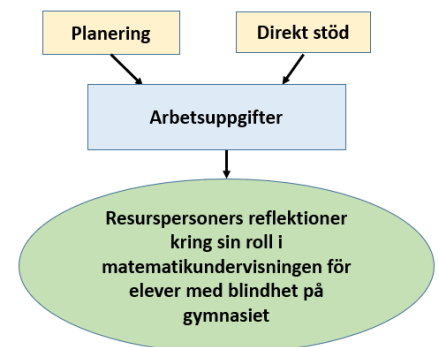 Planering
Direkt stöd
Arbetsuppgifter
Resurspersoners reflektioner
kring sin roll i
matematikundervisningen för
elever med blindhet på
gymnasiet